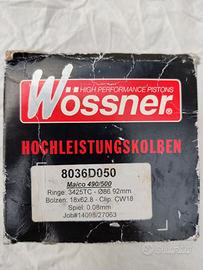 HIGH PERFORMANCE PISTONS
Wössner
HOCHLEISTUNGSKOLBEN
8036D050
Maico 490/500
Ringe: 3425TC - Ø86.92mm
Bolzen: 18x62.8 - Clip: CW18
Spiel: 0.08mm
Job#14098/27063